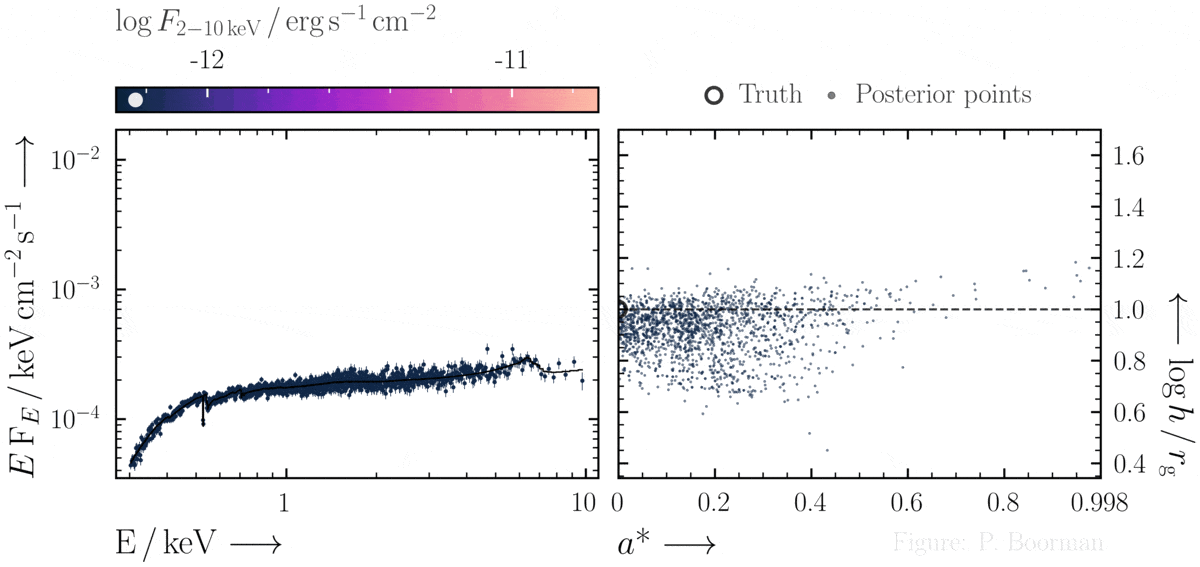 log F2−10 keV / erg s−1 cm−2
-12 -11
Truth Posterior points
E FE / keV cm−2 s−1 ⟶
10−2
10−3
10−4
1 10
E / keV ⟶
1.6
1.4
1.2
1.0
0.8
0.6
0.4
⟵ log h / rg
0 0.2 0.4 0.6 0.8 0.998
a* ⟶
Figure: P. Boorman